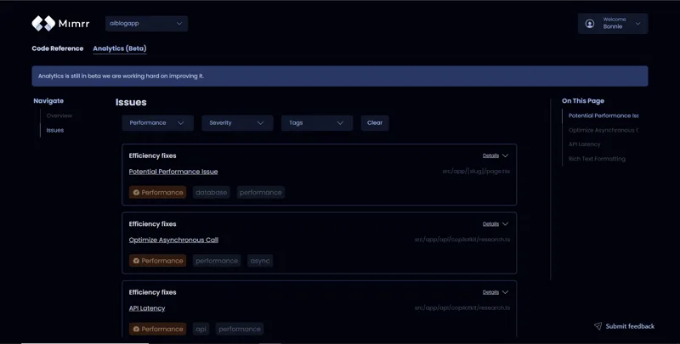 Mimrr
aiblogapp
Welcome
Bonnie
Code Reference
Analytics (Beta)
Analytics is still in beta we are working hard on improving it.
Navigate
Overview
Issues
Issues
Performance
Severity
Tags
Clear
Efficiency fixes
Details
Potential Performance Issue
src/app/[slug]/page.tsx
Performance
database
performance
Efficiency fixes
Details
Optimize Asynchronous Call
src/app/api/copilotkit/research.ts
Performance
performance
async
Efficiency fixes
Details
API Latency
src/app/api/copilotkit/research.ts
Performance
api
performance
On This Page
Potential Performance Iss
Optimize Asynchronous C
API Latency
Rich Text Formatting
Submit feedback